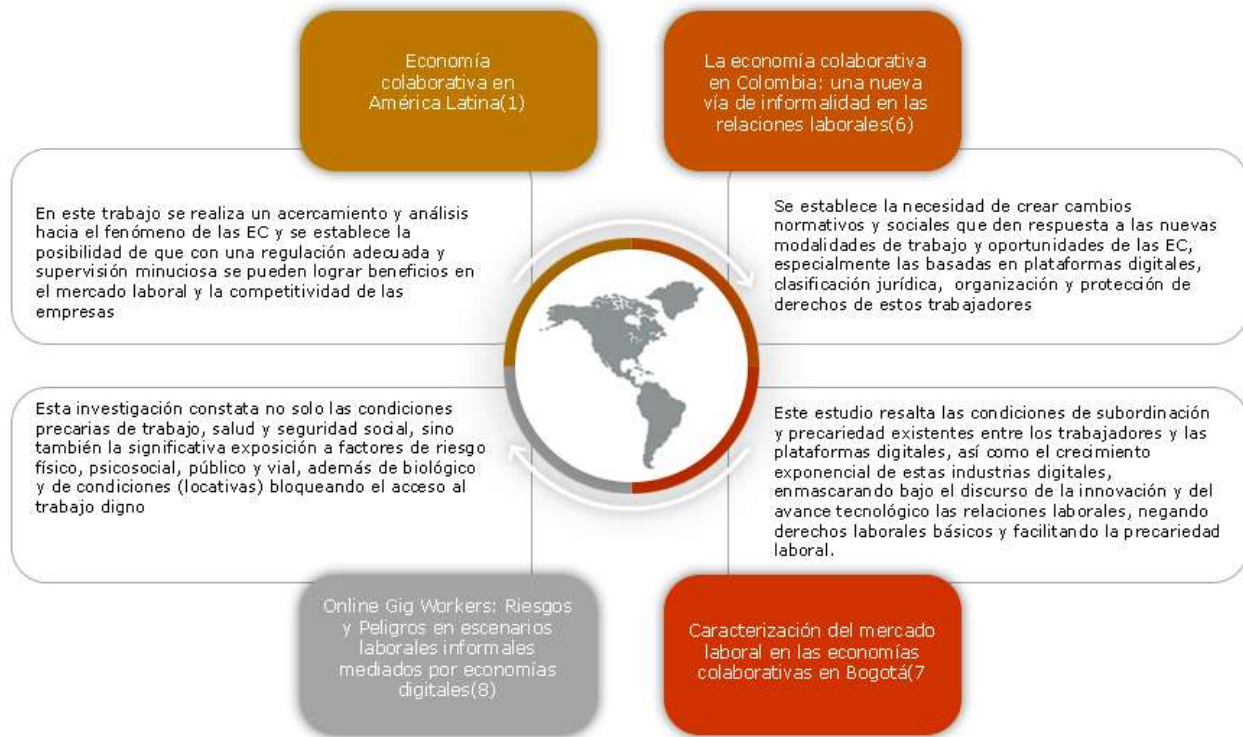 Economía
colaborativa en
América Latina(1)
La economía colaborativa
en Colombia: una nueva
vía de informalidad en las
relaciones laborales(6)
En este trabajo se realiza un acercamiento y análisis
hacia el fenómeno de las EC y se establece la
posibilidad de que con una regulación adecuada y
supervisión minuciosa se pueden lograr beneficios en
el mercado laboral y la competitividad de las
empresas
Se establece la necesidad de crear cambios
normativos y sociales que den respuesta a las nuevas
modalidades de trabajo y oportunidades de las EC,
especialmente las basadas en plataformas digitales,
clasificación jurídica, organización y protección de
derechos de estos trabajadores
Esta investigación constata no solo las condiciones
precarias de trabajo, salud y seguridad social, sino
también la significativa exposición a factores de riesgo
físico, psicosocial, público y vial, además de biológico
y de condiciones (locativas) bloqueando el acceso al
trabajo digno
Este estudio resalta las condiciones de subordinación
y precariedad existentes entre los trabajadores y las
plataformas digitales, así como el crecimiento
exponencial de estas industrias digitales,
enmascarando bajo el discurso de la innovación y del
avance tecnológico las relaciones laborales, negando
derechos laborales básicos y facilitando la precariedad
laboral.
Online Gig Workers: Riesgos
y Peligros en escenarios
laborales informales
mediados por economías
digitales(8)
Caracterización del mercado
laboral en las economías
colaborativas en Bogotá(7